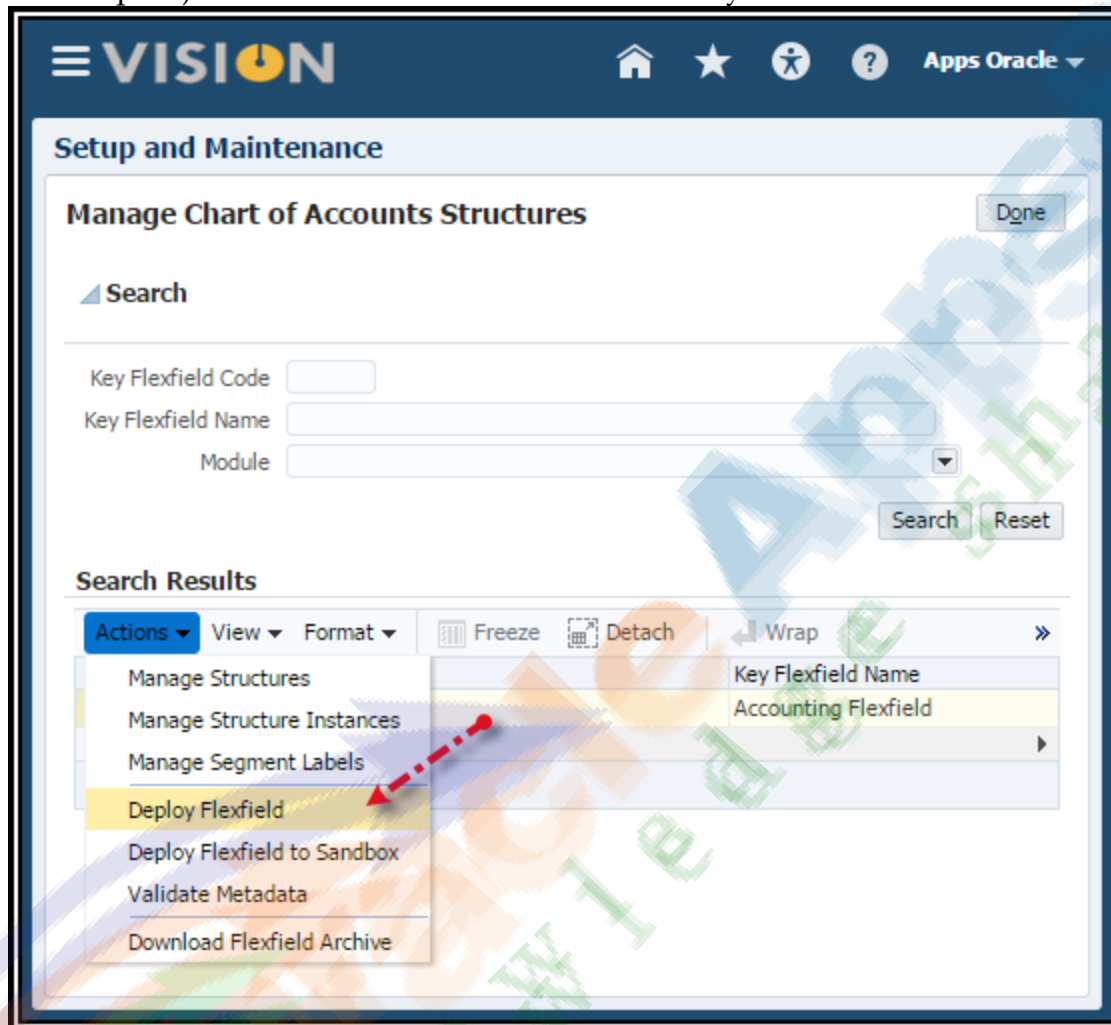 VISION
Apps Oracle
Setup and Maintenance
Manage Chart of Accounts Structures
Done
Search
Key Flexfield Code
Key Flexfield Name
Module
Search Reset
Search Results
Actions View Format Freeze Detach Wrap »
Manage Structures
Key Flexfield Name
Manage Structure Instances
Accounting Flexfield
Manage Segment Labels
Deploy Flexfield
Deploy Flexfield to Sandbox
Validate Metadata
Download Flexfield Archive